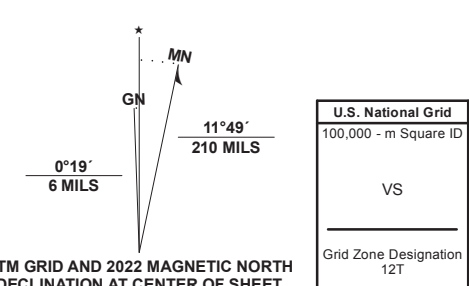 ★
MN
GN
11°49´
210 MILS
0°19´
6 MILS
TM GRID AND 2022 MAGNETIC NORTH
DECLINATION AT CENTER OF SHEET
U.S. National Grid
100,000 - m Square ID
VS
Grid Zone Designation
12T